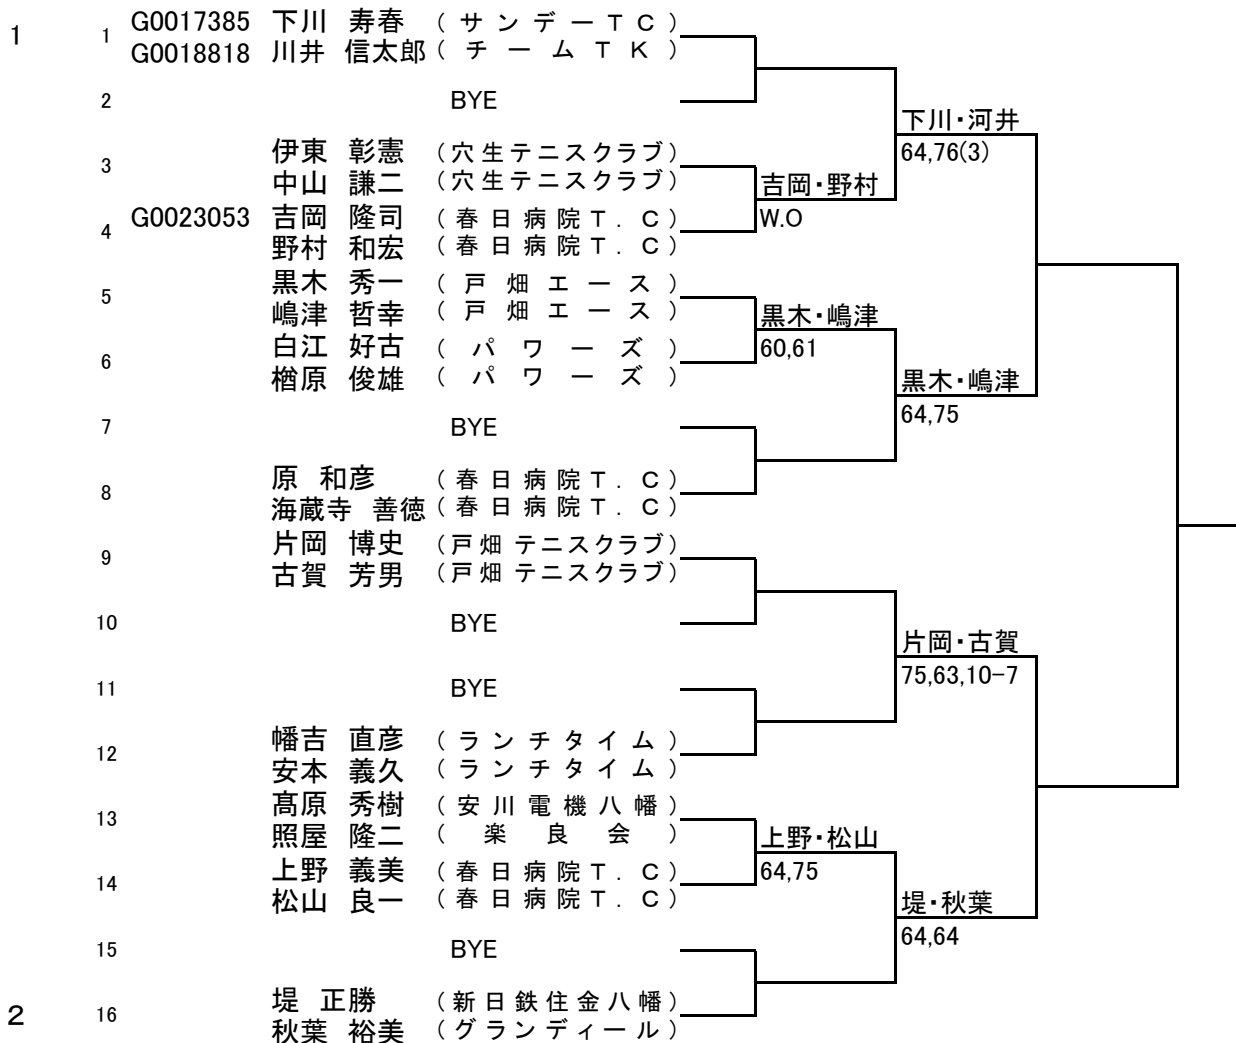 1 1 G0017385 下川 寿春 (サンデーTC)
G0018818 川井 信太郎 (チームTK)
2 BYE
下川・河井
64,76(3)
3 伊東 彰憲 (穴生テニスクラブ)
中山 謙二 (穴生テニスクラブ)
吉岡・野村
W.O
4 G0023053 吉岡 隆司 (春日病院T.C)
野村 和宏 (春日病院T.C)
5 黒木 秀一 (戸畑エース)
嶋津 哲幸 (戸畑エース)
黒木・嶋津
60,61
6 白江 好古 (パワーズ)
楢原 俊雄 (パワーズ)
黒木・嶋津
64,75
7 BYE
8 原 和彦 (春日病院T.C)
海蔵寺 善徳 (春日病院T.C)
9 片岡 博史 (戸畑テニスクラブ)
古賀 芳男 (戸畑テニスクラブ)
10 BYE
片岡・古賀
75,63,10-7
11 BYE
12 幡吉 直彦 (ランチタイム)
安本 義久 (ランチタイム)
13 髙原 秀樹 (安川電機八幡)
照屋 隆二 (楽良会)
上野・松山
64,75
14 上野 義美 (春日病院T.C)
松山 良一 (春日病院T.C)
堤・秋葉
64,64
15 BYE
2 16 堤 正勝 (新日鉄住金八幡)
秋葉 裕美 (グランディール)